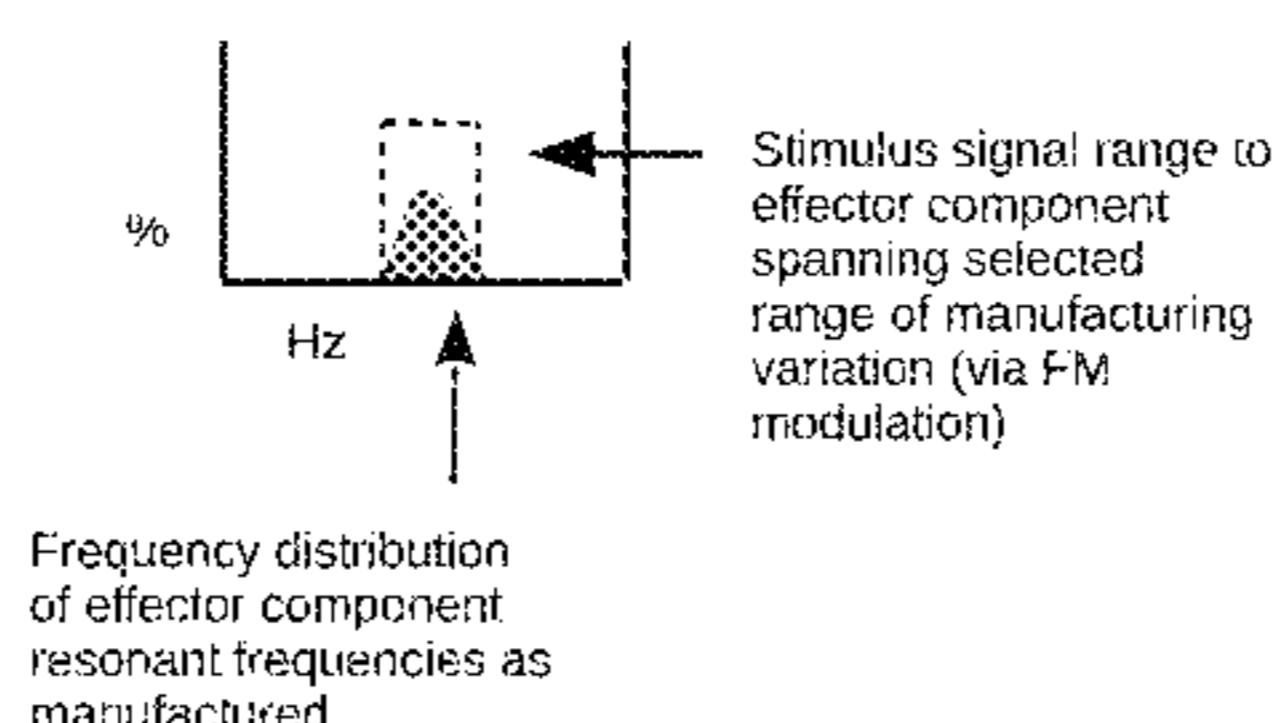 Stimulus signal range to
effector component
spanning selected
range of manufacturing
variation (via FM
modulation)
%
Hz
Frequency distribution
of effector component
resonant frequencies as
manufactured